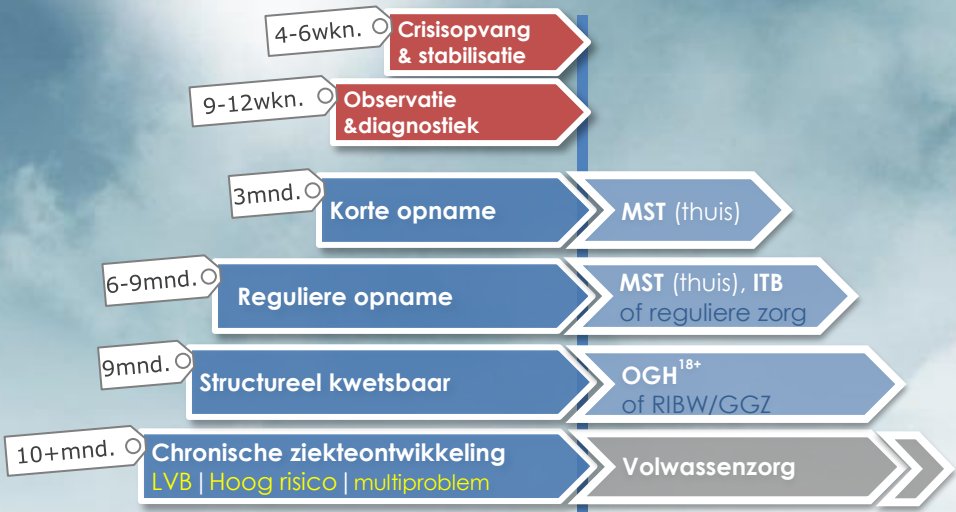 4-6wkn.
Crisisopvang
& stabilisatie
9-12wkn.
Observatie
&diagnostiek
3mnd.
Korte opname
MST (thuis)
6-9mnd.
Reguliere opname
MST (thuis), ITB
of reguliere zorg
9mnd.
Structureel kwetsbaar
OGH18+
of RIBW/GGZ
10+mnd.
Chronische ziekteontwikkeling
LVB | Hoog risico | multiproblem
Volwassenzorg